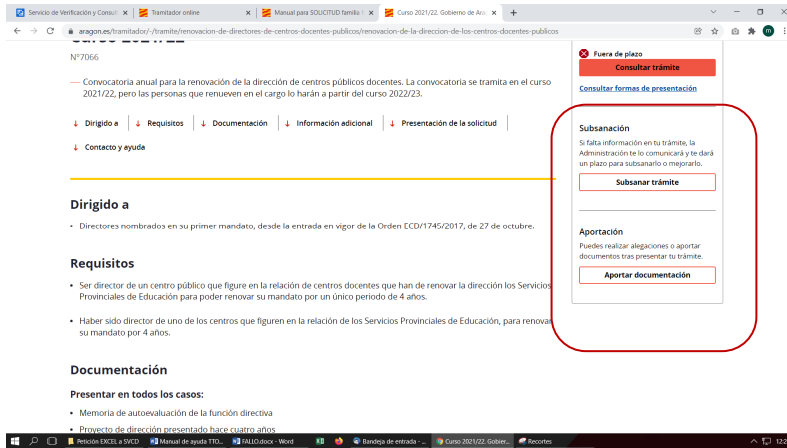 Servicio de Verificación y Consult
Tramitador online
Manual para SOLICITUD familia
Curso 2021/22. Gobierno de Ara
aragon.es/tramitador/-/tramite/renovacion-de-directores-de-centros-docentes-publicos/renovacion-de-la-direccion-de-los-centros-docentes-publicos
Nº7066
— Convocatoria anual para la renovación de la dirección de centros públicos docentes. La convocatoria se tramita en el curso
2021/22, pero las personas que renueven en el cargo lo harán a partir del curso 2022/23.
↓ Dirigido a
↓ Requisitos
↓ Documentación
↓ Información adicional
↓ Presentación de la solicitud
↓ Contacto y ayuda
Fuera de plazo
Consultar trámite
Consultar formas de presentación
Subsanación
Si falta información en tu trámite, la
Administración te lo comunicará y te dará
un plazo para subsanarlo o mejorarlo.
Subsanar trámite
Aportación
Puedes realizar alegaciones o aportar
documentos tras presentar tu trámite.
Aportar documentación
Dirigido a
• Directores nombrados en su primer mandato, desde la entrada en vigor de la Orden ECD/1745/2017, de 27 de octubre.
Requisitos
• Ser director de un centro público que figure en la relación de centros docentes que han de renovar la dirección los Servicios
Provinciales de Educación para poder renovar su mandato por un único periodo de 4 años.
• Haber sido director de uno de los centros que figuren en la relación de los Servicios Provinciales de Educación, para renovar
su mandato por 4 años.
Documentación
Presentar en todos los casos:
• Memoria de autoevaluación de la función directiva
• Proyecto de dirección presentado hace cuatro años
Petición EXCEL a SVCD
Manual de ayuda TTO...
FALLO.docx - Word
Bandeja de entrada - ...
Curso 2021/22. Gobier...
Recortes